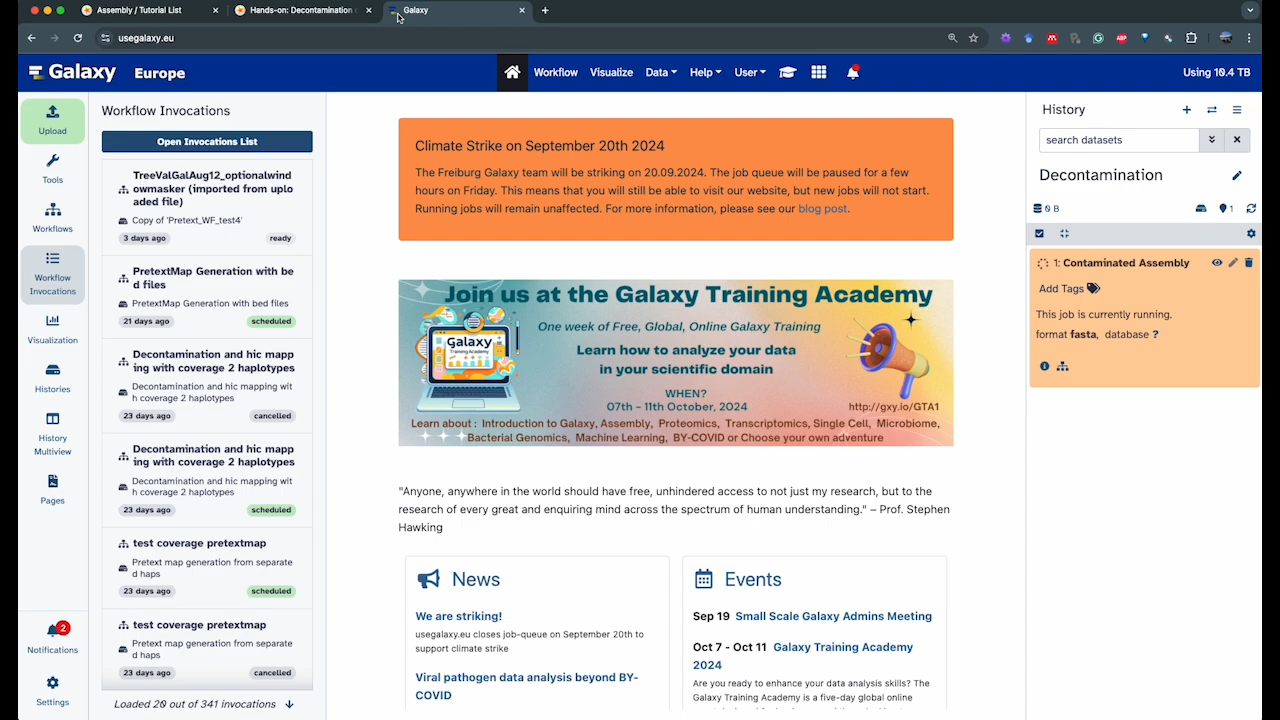 Assembly / Tutorial List
Hands-on: Decontamination
Galaxy
usegalaxy.eu
Galaxy Europe
Workflow Visualize Data Help User
Using 10.4 TB
Upload
Tools
Workflows
Workflow
Invocations
Visualization
Histories
History
Multiview
Pages
2
Notifications
Settings
Workflow Invocations
Open Invocations List
TreeValGalAug12_optionalwind
owmasker (imported from uplo
aded file)
Copy of 'Pretext_WF_test4'
3 days ago ready
PretextMap Generation with be
d files
PretextMap Generation with bed files
21 days ago scheduled
Decontamination and hic mapp
ing with coverage 2 haplotypes
Decontamination and hic mapping wit
h coverage 2 haplotypes
23 days ago cancelled
Decontamination and hic mapp
ing with coverage 2 haplotypes
Decontamination and hic mapping wit
h coverage 2 haplotypes
23 days ago scheduled
test coverage pretextmap
Pretext map generation from separate
d haps
23 days ago scheduled
test coverage pretextmap
Pretext map generation from separate
d haps
23 days ago cancelled
Loaded 20 out of 341 invocations
Climate Strike on September 20th 2024
The Freiburg Galaxy team will be striking on 20.09.2024. The job queue will be paused for a few
hours on Friday. This means that you will still be able to visit our website, but new jobs will not start.
Running jobs will remain unaffected. For more information, please see our blog post.
Join us at the Galaxy Training Academy
One week of Free, Global, Online Galaxy Training
Galaxy
Learn how to analyze your data
in your scientific domain
WHEN?
07th - 11th October, 2024
http://gxy.io/GTA1
Learn about : Introduction to Galaxy, Assembly, Proteomics, Transcriptomics, Single Cell, Microbiome,
Bacterial Genomics, Machine Learning, BY-COVID or Choose your own adventure
"Anyone, anywhere in the world should have free, unhindered access to not just my research, but to the
research of every great and enquiring mind across the spectrum of human understanding." – Prof. Stephen
Hawking
News
We are striking!
usegalaxy.eu closes job-queue on September 20th to
support climate strike
Viral pathogen data analysis beyond BY-
COVID
Events
Sep 19 Small Scale Galaxy Admins Meeting
Oct 7 - Oct 11 Galaxy Training Academy
2024
Are you ready to enhance your data analysis skills? The
Galaxy Training Academy is a five-day global online
History
search datasets
Decontamination
0 B
1
1: Contaminated Assembly
Add Tags
This job is currently running.
format fasta, database ?